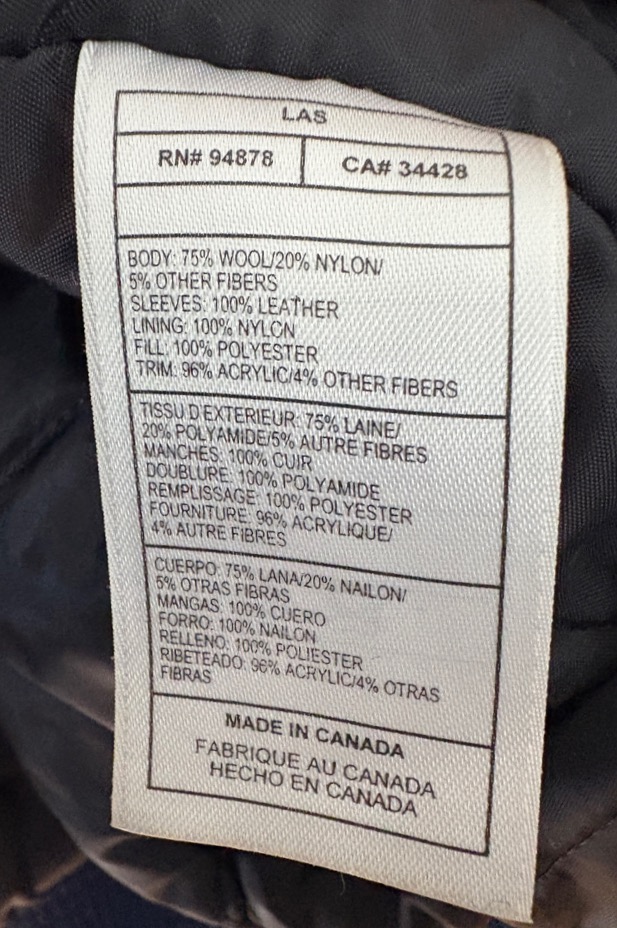 LAS
RN# 94878 CA# 34428
BODY: 75% WOOL/20% NYLON/
5% OTHER FIBERS
SLEEVES: 100% LEATHER
LINING: 100% NYLON
FILL: 100% POLYESTER
TRIM: 96% ACRYLIC/4% OTHER FIBERS
TISSU D'EXTERIEUR: 75% LAINE/
20% POLYAMIDE/5% AUTRE FIBRES
MANCHES: 100% CUIR
DOUBLURE: 100% POLYAMIDE
REMPLISSAGE: 100% POLYESTER
FOURNITURE: 96% ACRYLIQUE/
4% AUTRE FIBRES
CUERPO: 75% LANA/20% NAILON/
5% OTRAS FIBRAS
MANGAS: 100% CUERO
FORRO: 100% NAILON
RELLENO: 100% POLIESTER
RIBETEADO: 96% ACRYLIC/4% OTRAS
FIBRAS
MADE IN CANADA
FABRIQUE AU CANADA
HECHO EN CANADA